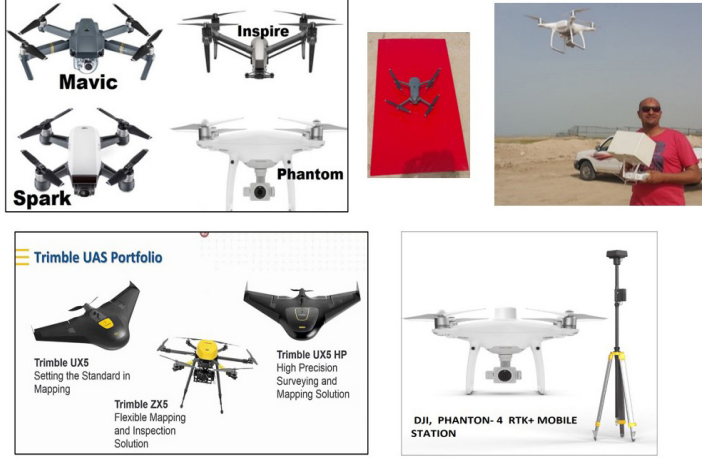 Mavic
Inspire
Spark
Phantom
Trimble UAS Portfolio
Trimble UX5
Setting the Standard in
Mapping
Trimble ZX5
Flexible Mapping
and Inspection
Solution
Trimble UX5 HP
High Precision
Surveying and
Mapping Solution
DJI, PHANTON- 4 RTK+ MOBILE
STATION